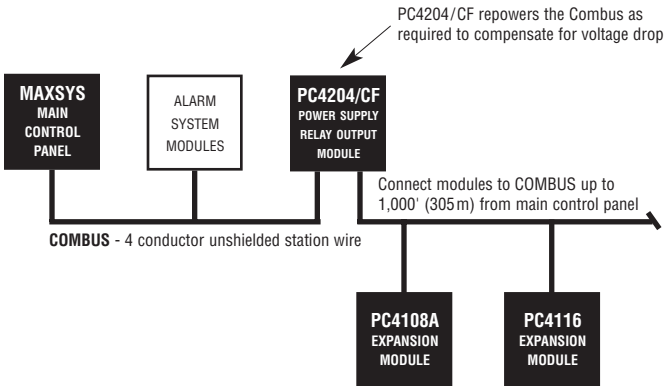 PC4204/CF repowers the Combus as
required to compensate for voltage drop
MAXSYS
MAIN
CONTROL
PANEL
ALARM
SYSTEM
MODULES
PC4204/CF
POWER SUPPLY
RELAY OUTPUT
MODULE
Connect modules to COMBUS up to
1,000' (305m) from main control panel
COMBUS - 4 conductor unshielded station wire
PC4108A
EXPANSION
MODULE
PC4116
EXPANSION
MODULE